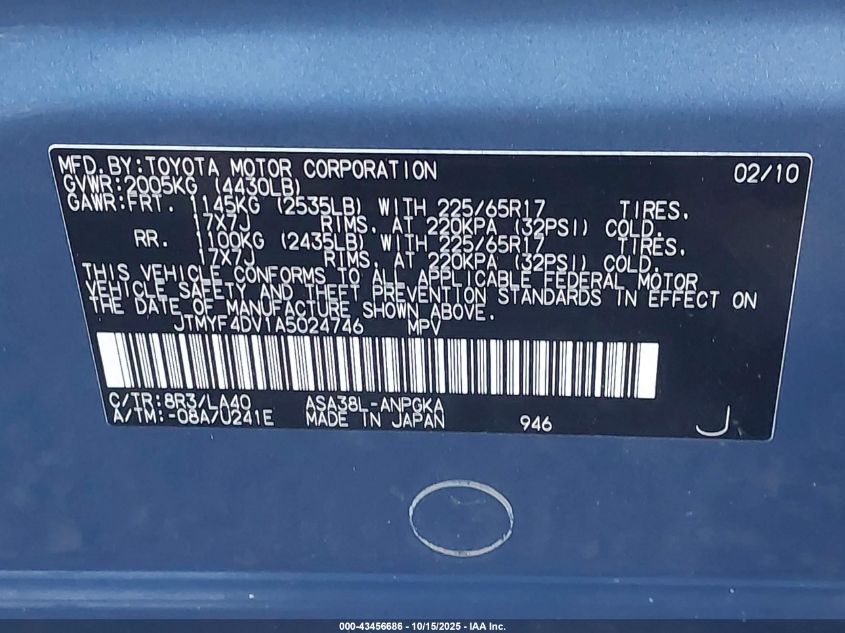 MFD.BY:TOYOTA MOTOR CORPORATION 02/10
GVWR:2005KG (4430LB)
GAWR:FRT. 1145KG (2535LB) WITH 225/65R17 TIRES.
17X7J RIMS. AT 220KPA (32PSI) COLD.
RR. 1100KG (2435LB) WITH 225/65R17 TIRES.
17X7J RIMS. AT 220KPA (32PSI) COLD.
THIS VEHICLE CONFORMS TO ALL APPLICABLE FEDERAL MOTOR
VEHICLE SAFETY AND THEFT PREVENTION STANDARDS IN EFFECT ON
THE DATE OF MANUFACTURE SHOWN ABOVE.
JTMYF4DV1A5024746 MPV
C/TR:8R3/LA40 ASA38L-ANPGKA
A/TM:-08A/U241E MADE IN JAPAN 946 J
000-43456686 - 10/15/2025 - IAA Inc.